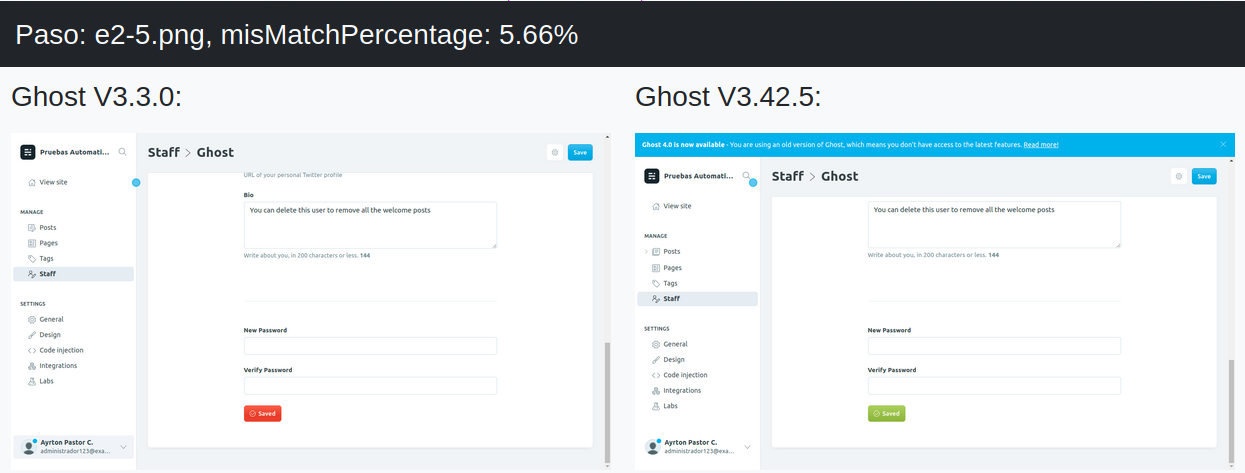 Paso: e2-5.png, misMatchPercentage: 5.66%
Ghost V3.3.0:
Pruebas Automati...
Staff > Ghost
Save
View site
URL of your personal Twitter profile
Bio
You can delete this user to remove all the welcome posts
MANAGE
Posts
Pages
Tags
Write about you, in 200 characters or less. 144
Staff
SETTINGS
General
New Password
Design
Code injection
Integrations
Verify Password
Labs
Saved
Ayrton Pastor C.
administrador123@exa...
Ghost V3.42.5:
Ghost 4.0 is now available - You are using an old version of Ghost, which means you don't have access to the latest features. Read more!
Pruebas Automati...
Staff > Ghost
Save
View site
You can delete this user to remove all the welcome posts
MANAGE
Posts
Write about you, in 200 characters or less. 144
Pages
Tags
Staff
SETTINGS
New Password
General
Design
Verify Password
Code injection
Integrations
Labs
Saved
Ayrton Pastor C.
administrador123@exa...